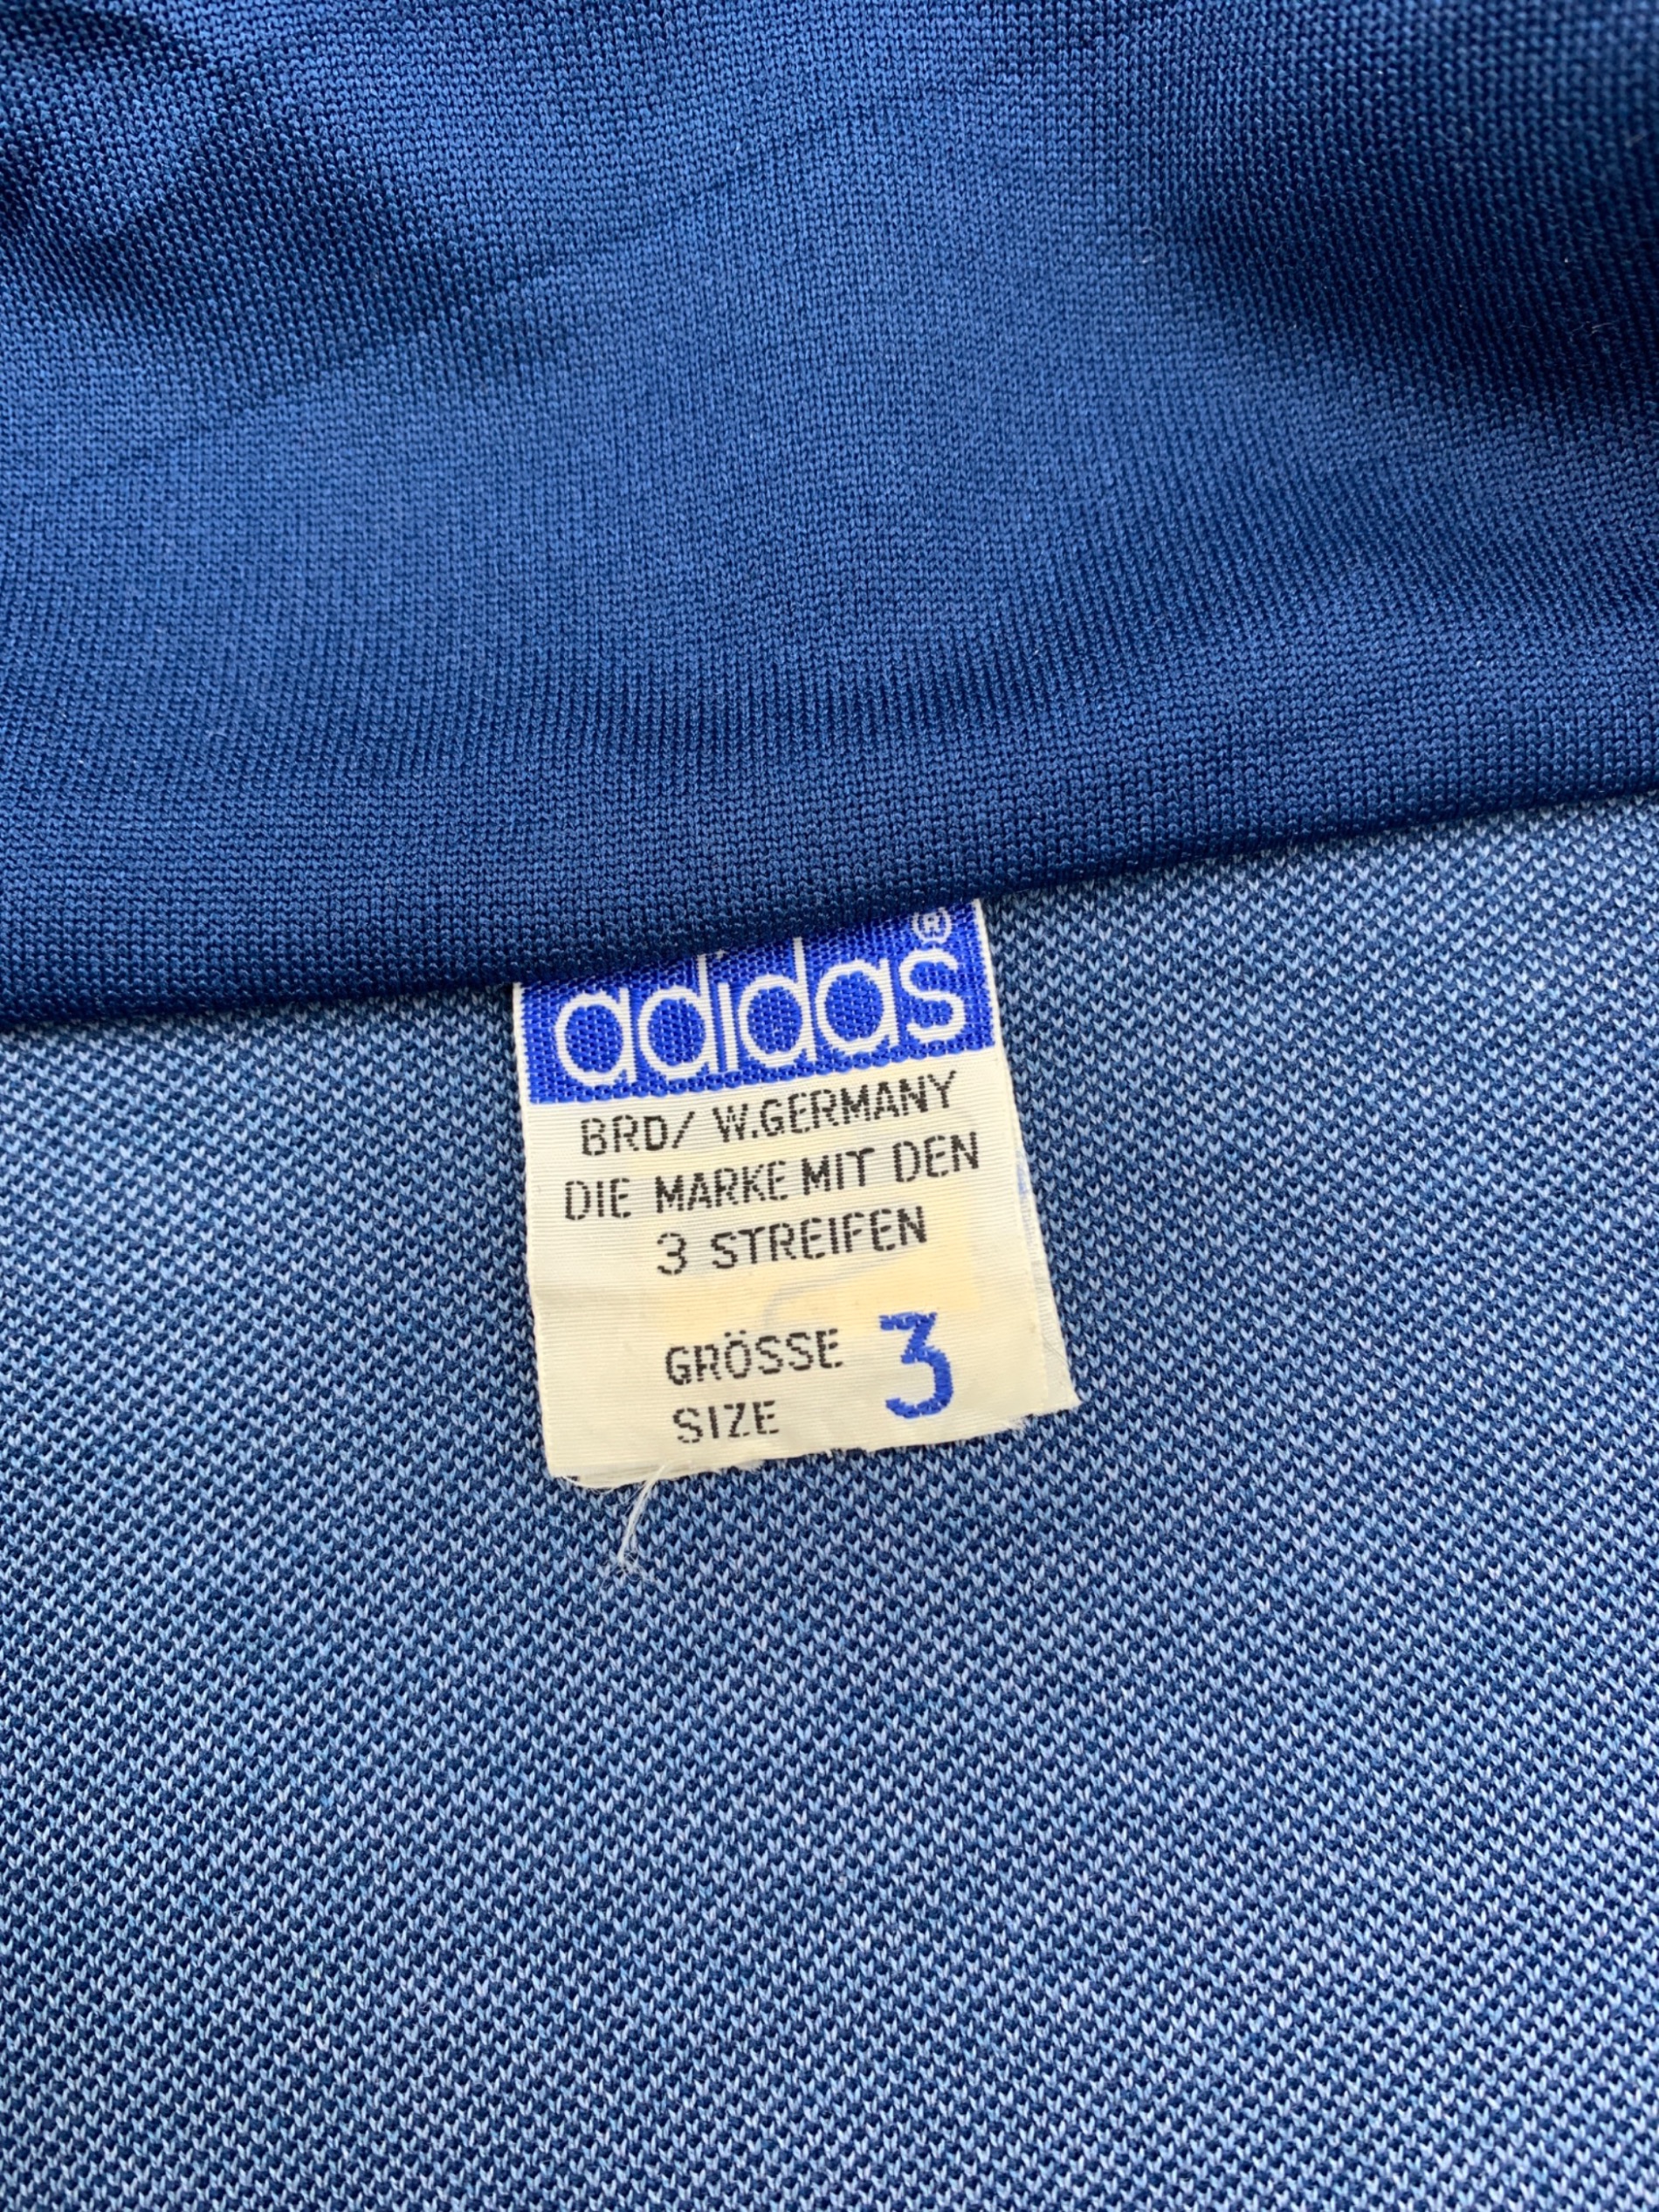 adidas®
BRD/ W.GERMANY
DIE MARKE MIT DEN
3 STREIFEN
GRÖSSE 3
SIZE